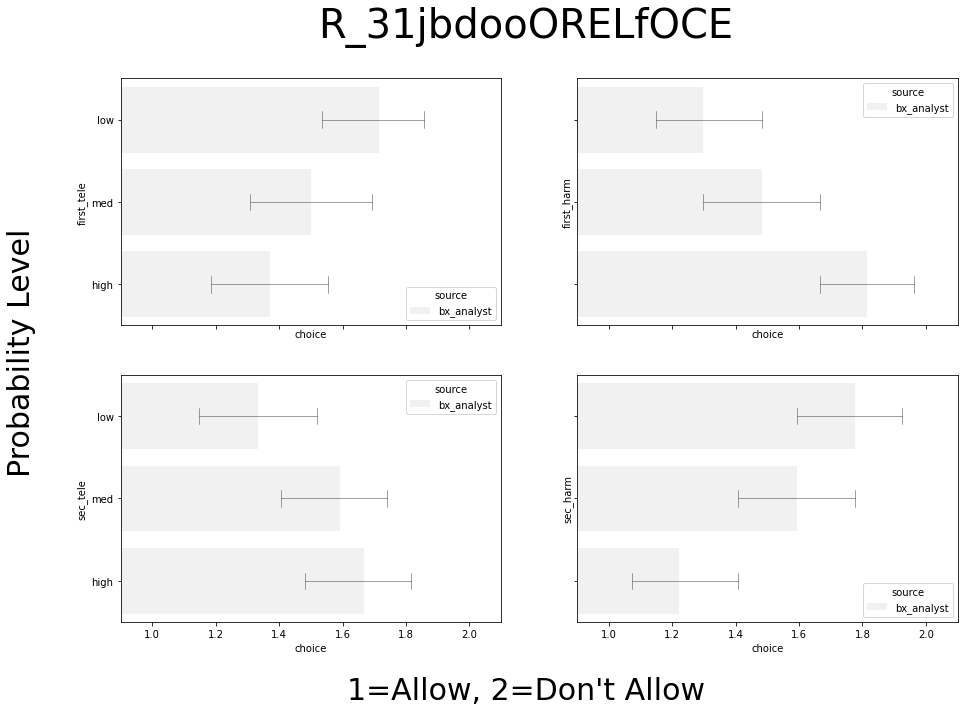 R_31jbdooORELfOCE
Probability Level
first_tele
low
med
high
source
bx_analyst
choice
first_harm
source
bx_analyst
choice
sec_tele
low
med
high
source
bx_analyst
1.0 1.2 1.4 1.6 1.8 2.0
choice
sec_harm
source
bx_analyst
1.0 1.2 1.4 1.6 1.8 2.0
choice
1=Allow, 2=Don't Allow